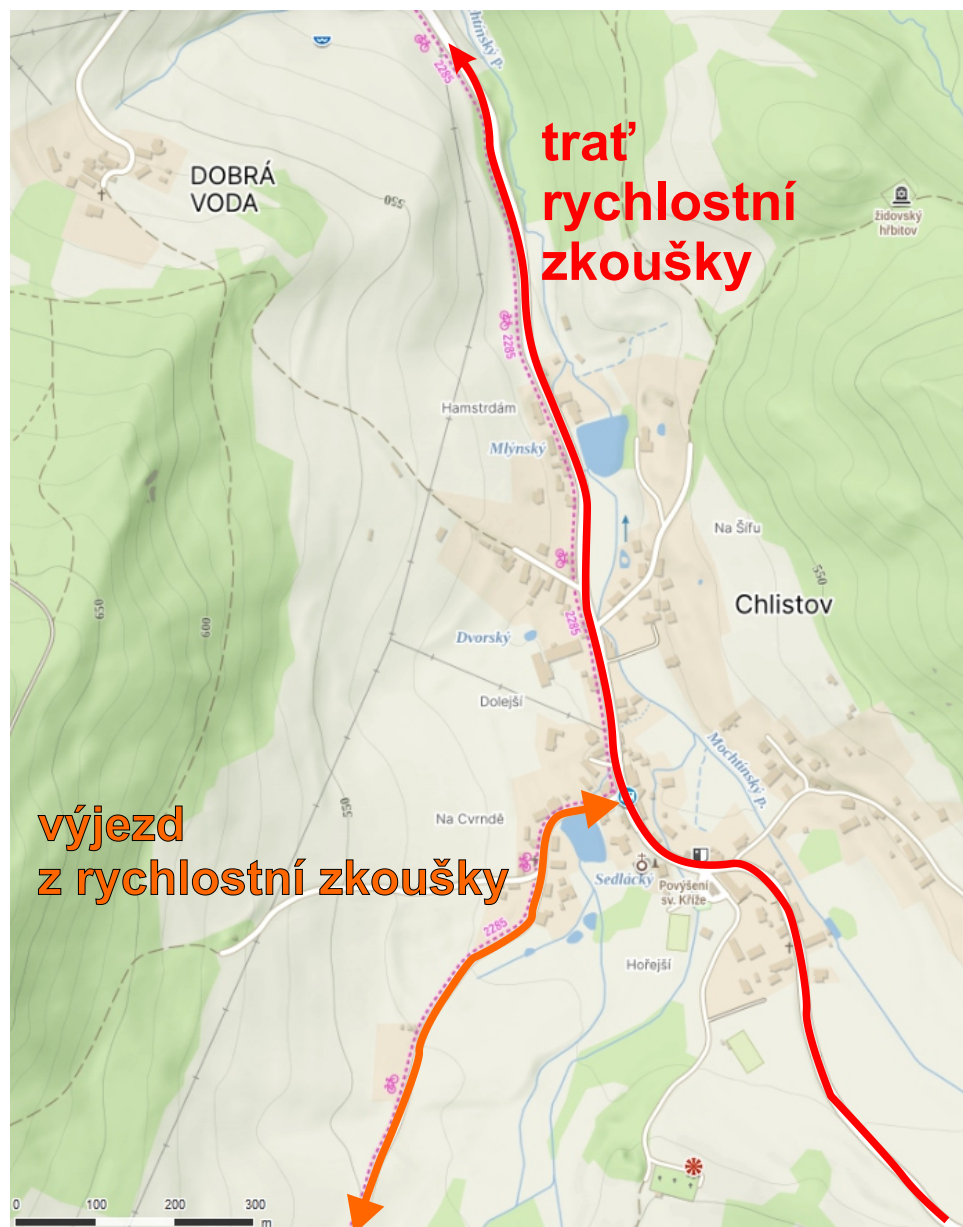 2285
trať
rychlostní
zkoušky
DOBRÁ
VODA
550
židovský
hřbitov
2285
Hamstrdám
Mlýnský
Na Šífu
550
650
600
Chlistov
2285
Dvorský
Dolejší
Mochtínský p.
550
Na Cvrndě
výjezd
z rychlostní zkoušky
Sedlácký
Povýšení
sv. Kříže
2285
Hořejší
0 100 200 300
m